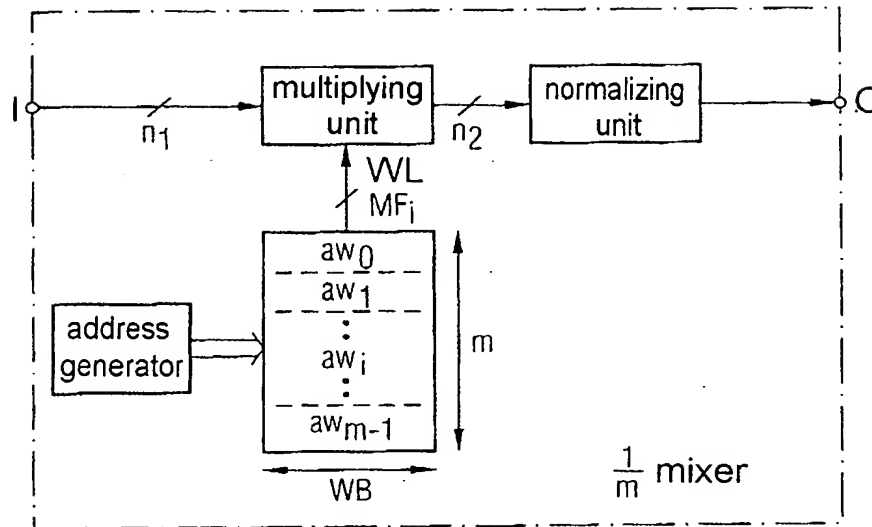 I
n1
multiplying
unit
n2
normalizing
unit
O
WL
MFi
aw0
aw1
awi
awm-1
m
WB
address
generator
1/m mixer